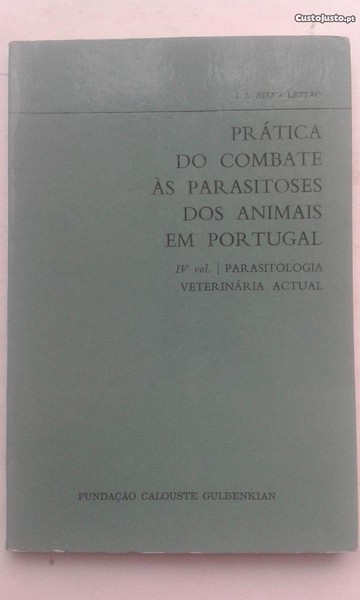 CustoJusto.pt
J. L. SILVA LEITÃO
PRÁTICA
DO COMBATE
ÀS PARASITOSES
DOS ANIMAIS
EM PORTUGAL
IV vol. | PARASITOLOGIA
VETERINÁRIA ACTUAL
FUNDAÇÃO CALOUSTE GULBENKIAN